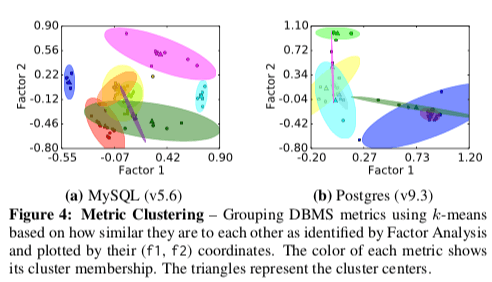 0.90
0.56
0.22
-0.12
-0.46
-0.80
-0.55
-0.07
0.42
0.90
Factor 2
Factor 1
1.10
0.72
0.34
-0.04
-0.42
-0.80
-0.20
0.27
0.73
1.20
Factor 2
Factor 1
(a) MySQL (v5.6)
(b) Postgres (v9.3)
Figure 4: Metric Clustering – Grouping DBMS metrics using k-means
based on how similar they are to each other as identified by Factor Analysis
and plotted by their (f1, f2) coordinates. The color of each metric shows
its cluster membership. The triangles represent the cluster centers.